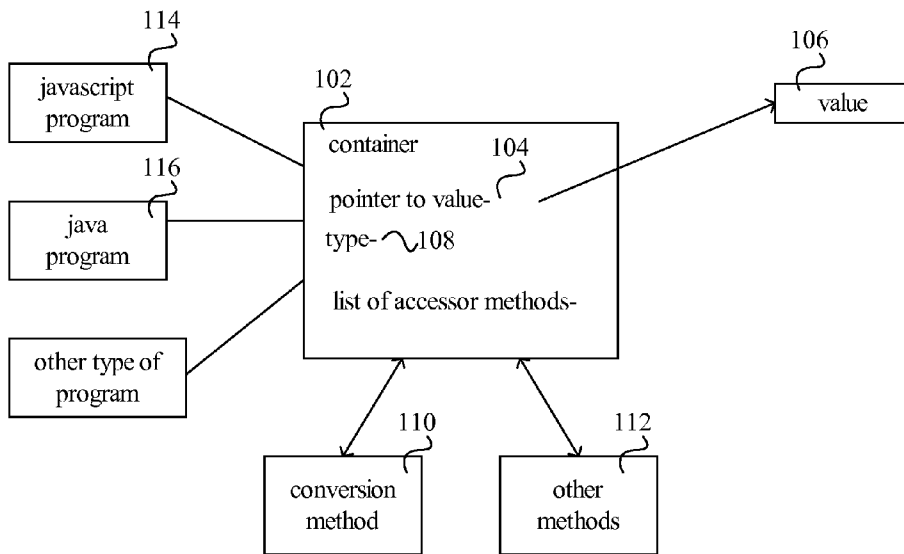 114
javascript
program
116
java
program
other type of
program
102
container
104
pointer to value-
type-
108
list of accessor methods-
106
value
110
conversion
method
112
other
methods